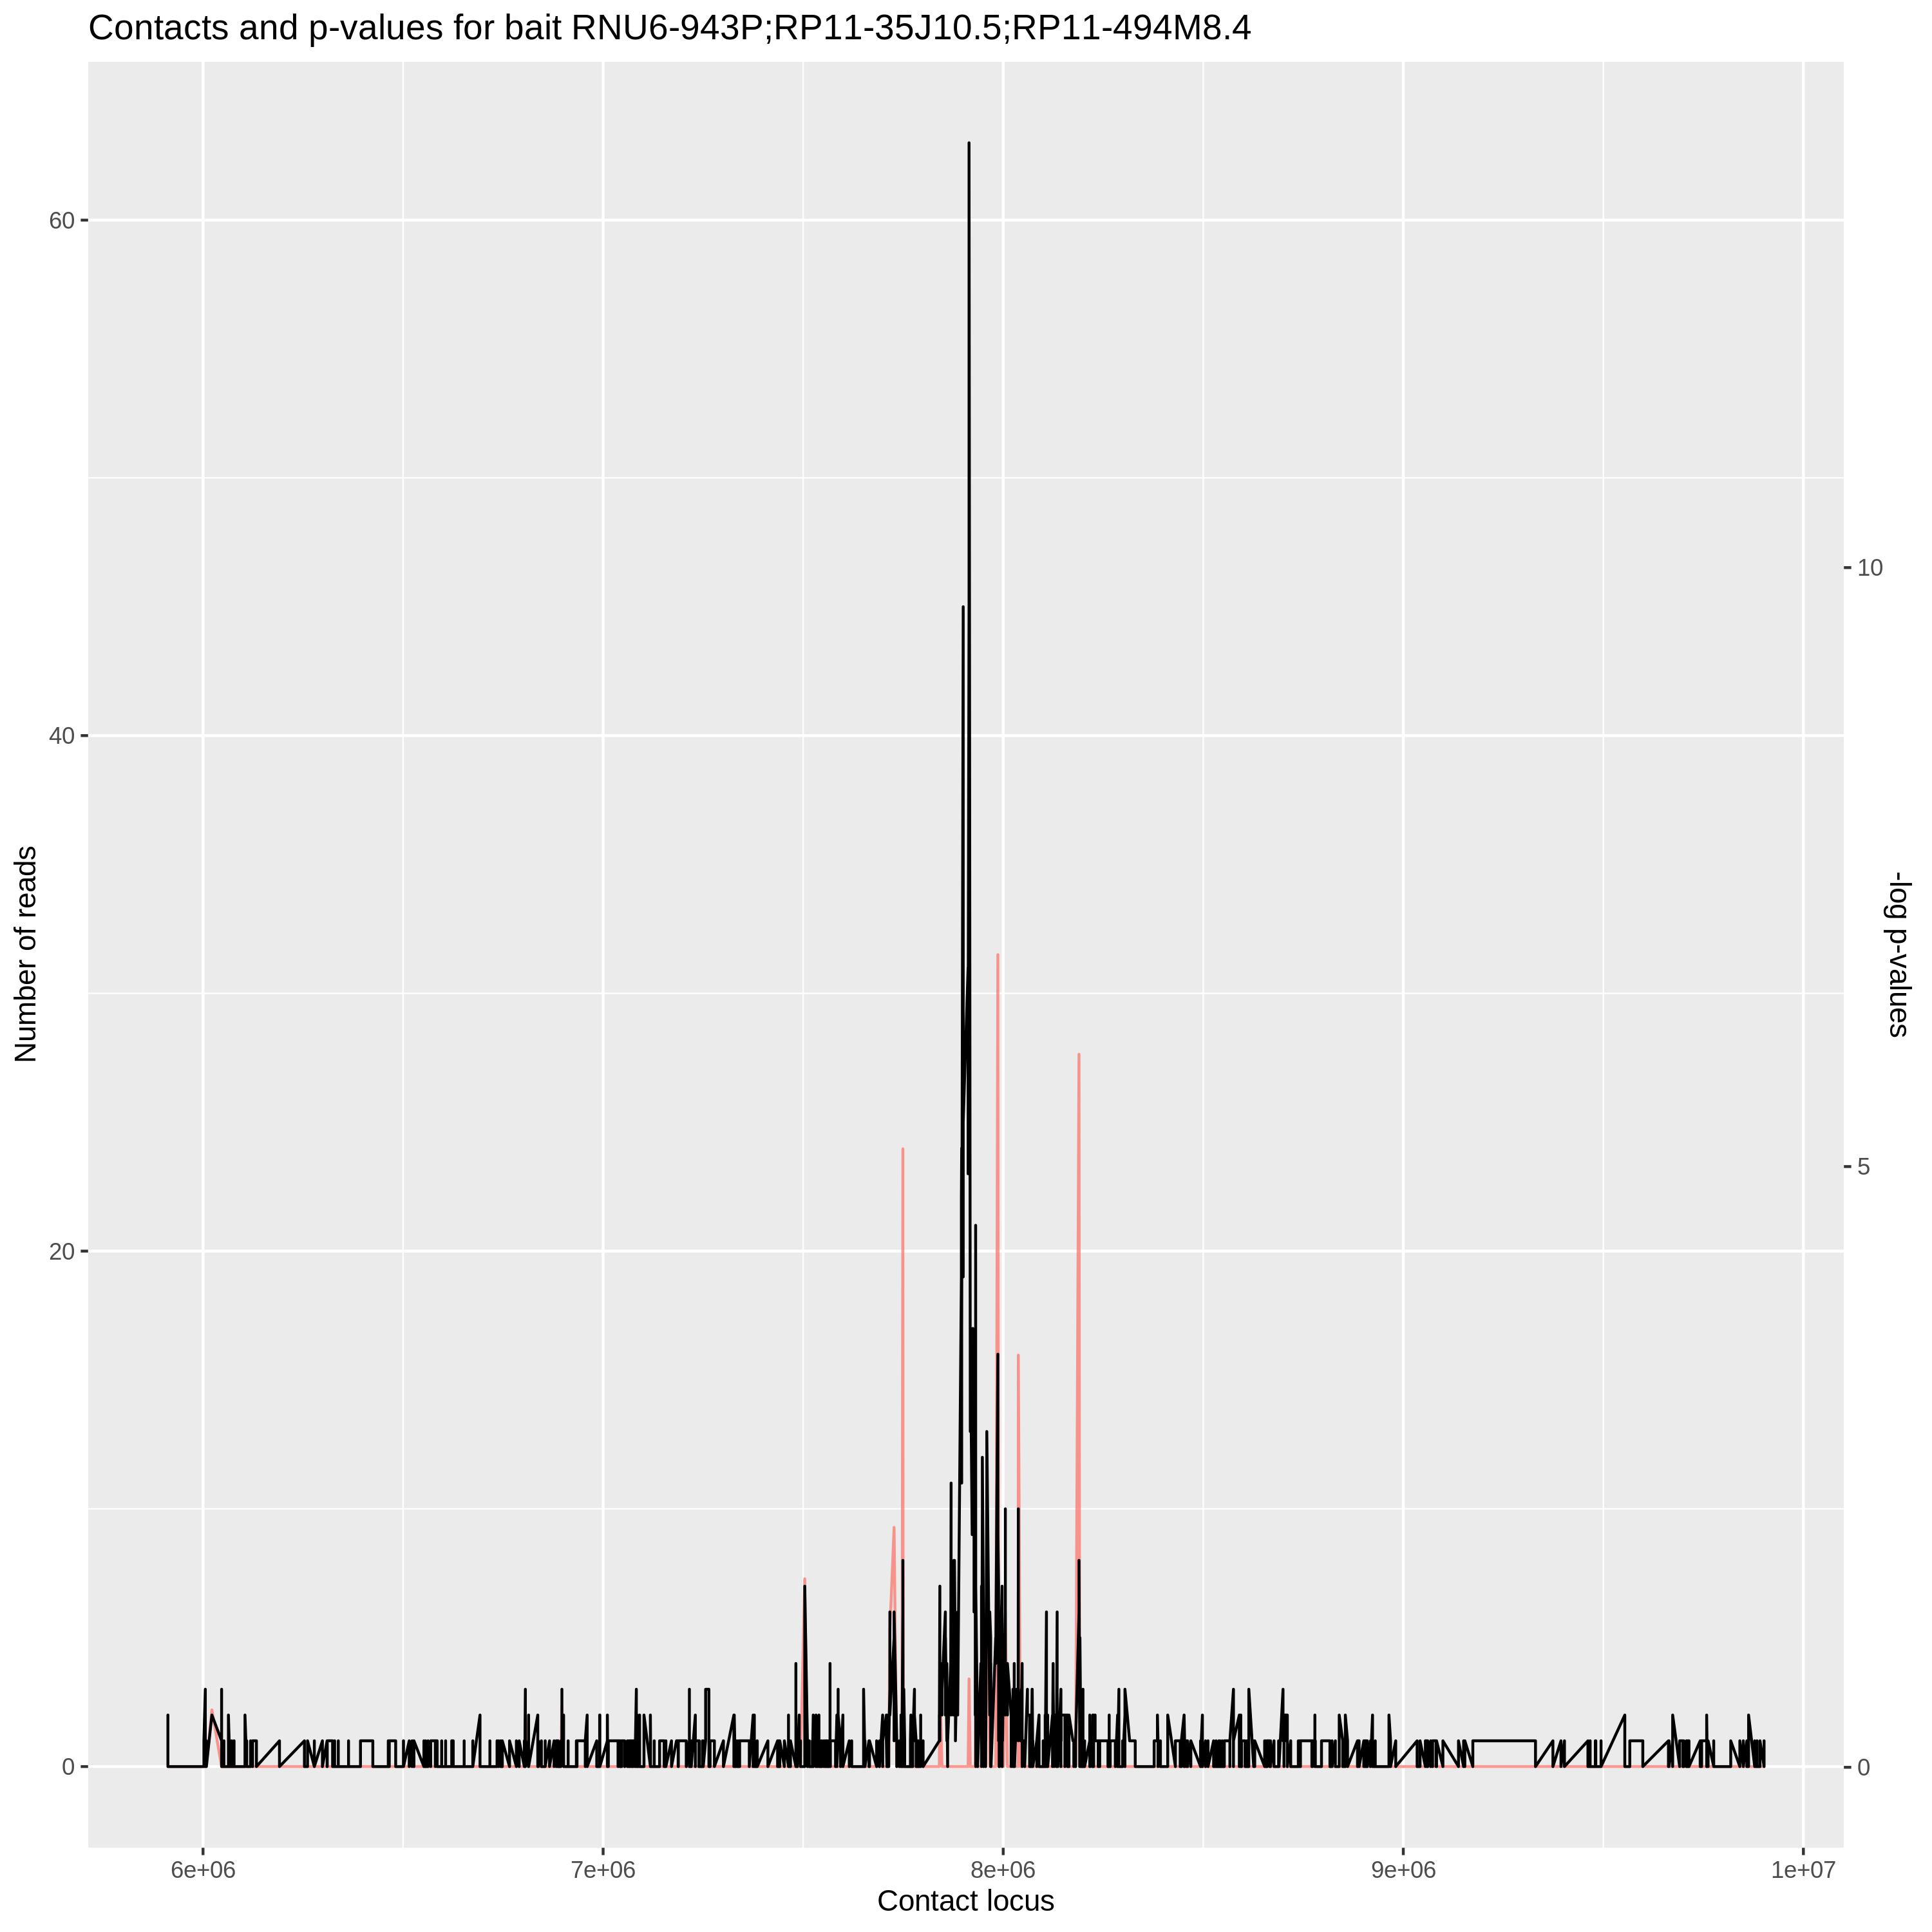 Contacts and p-values for bait RNU6-943P;RP11-35J10.5;RP11-494M8.4
60
40
20
0
Number of reads
10
5
0
-log p-values
6e+06 7e+06 8e+06 9e+06 1e+07
Contact locus